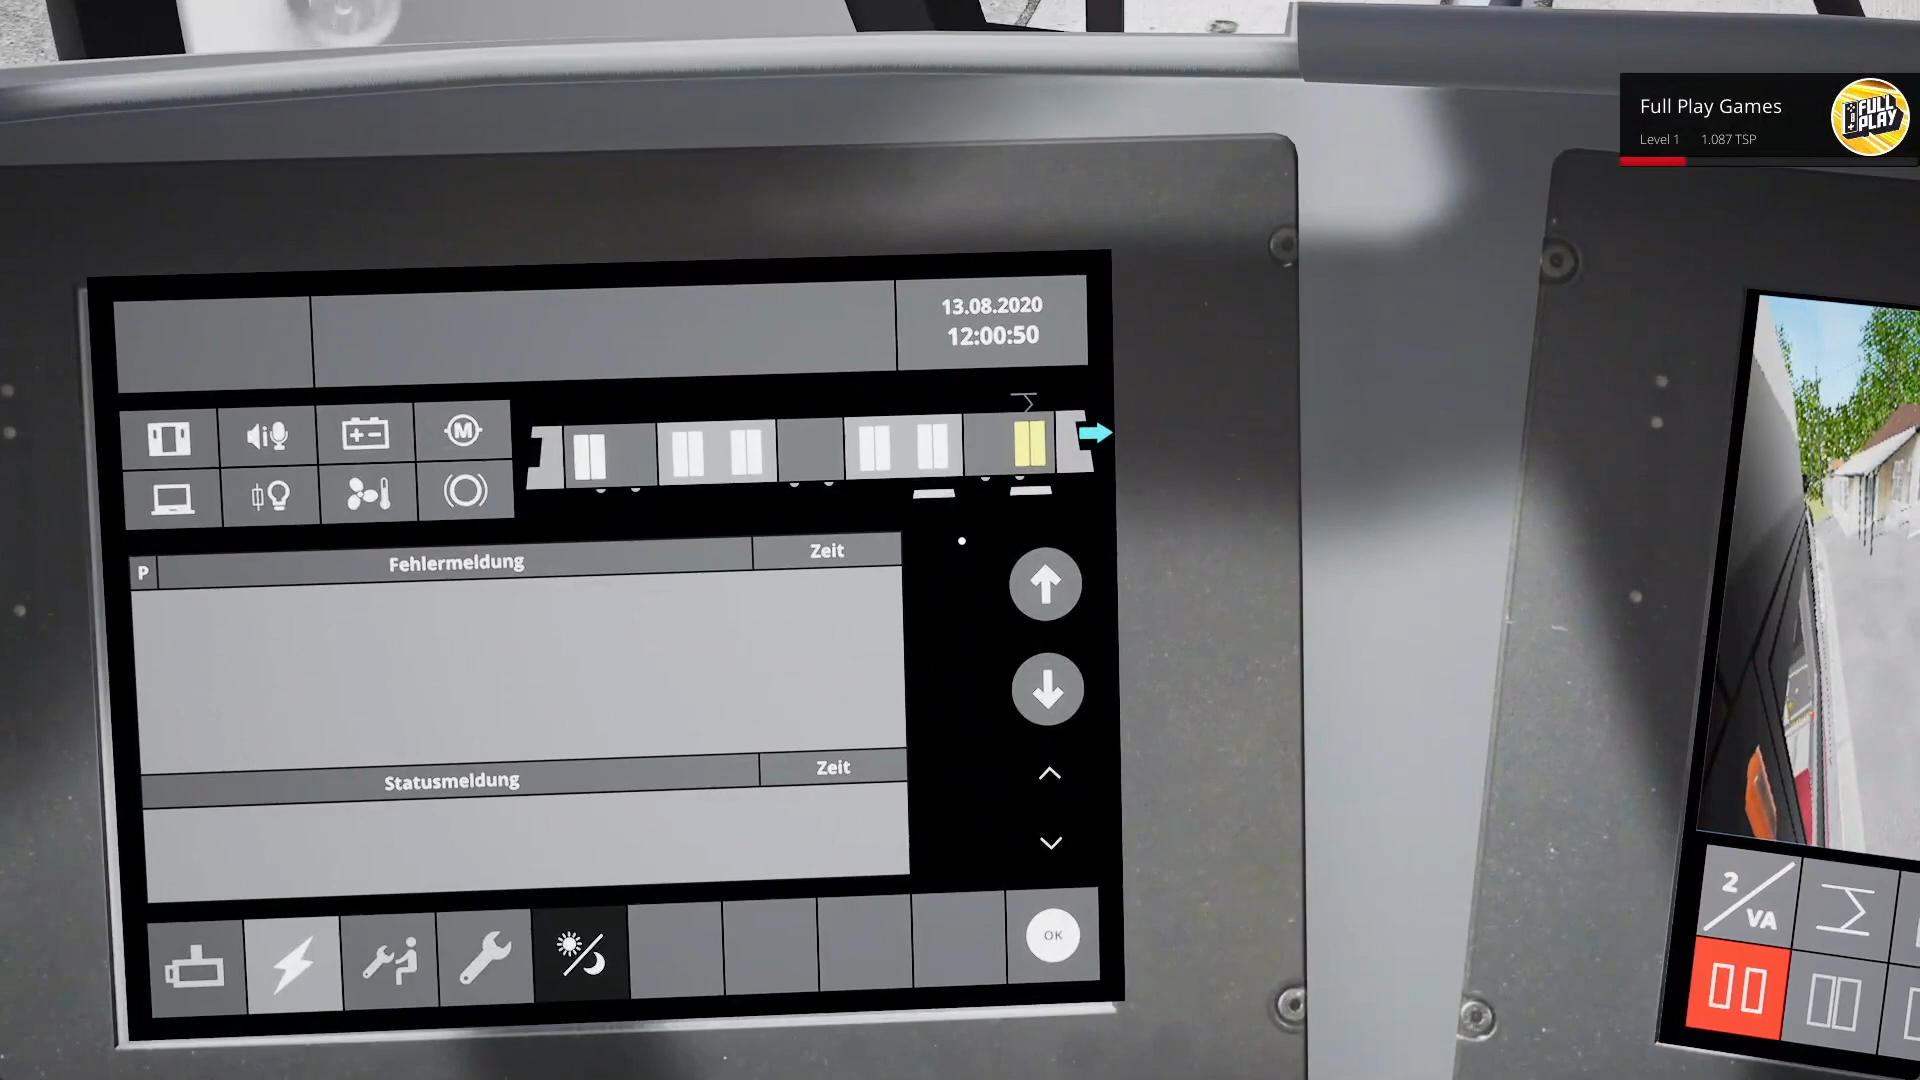 Full Play Games
Level 1 1.087 TSP
FULL
PLAY
13.08.2020
12:00:50
M
P Fehlermeldung Zeit
Statusmeldung Zeit
OK
2/VA